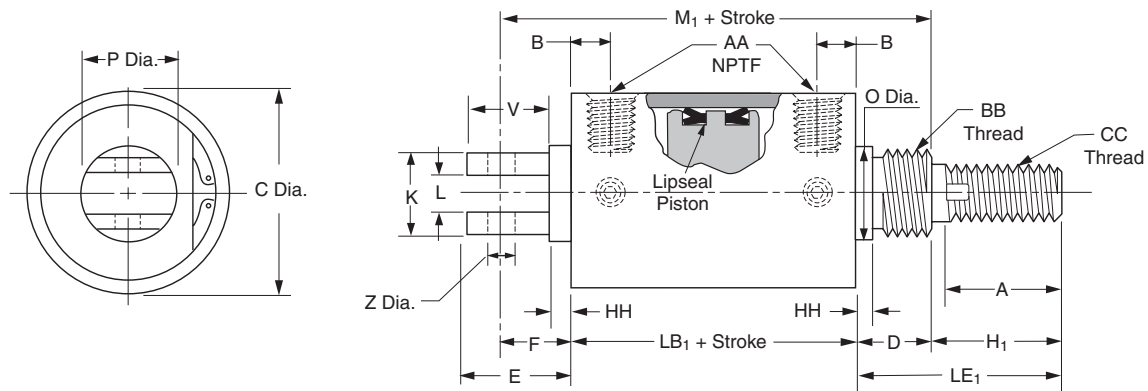 M1 + Stroke
P Dia.
B
AA
NPTF
B
O Dia.
BB
Thread
CC
Thread
V
C Dia.
K
L
Lipseal
Piston
Z Dia.
HH
HH
A
F
LB1 + Stroke
D
H1
E
LE1